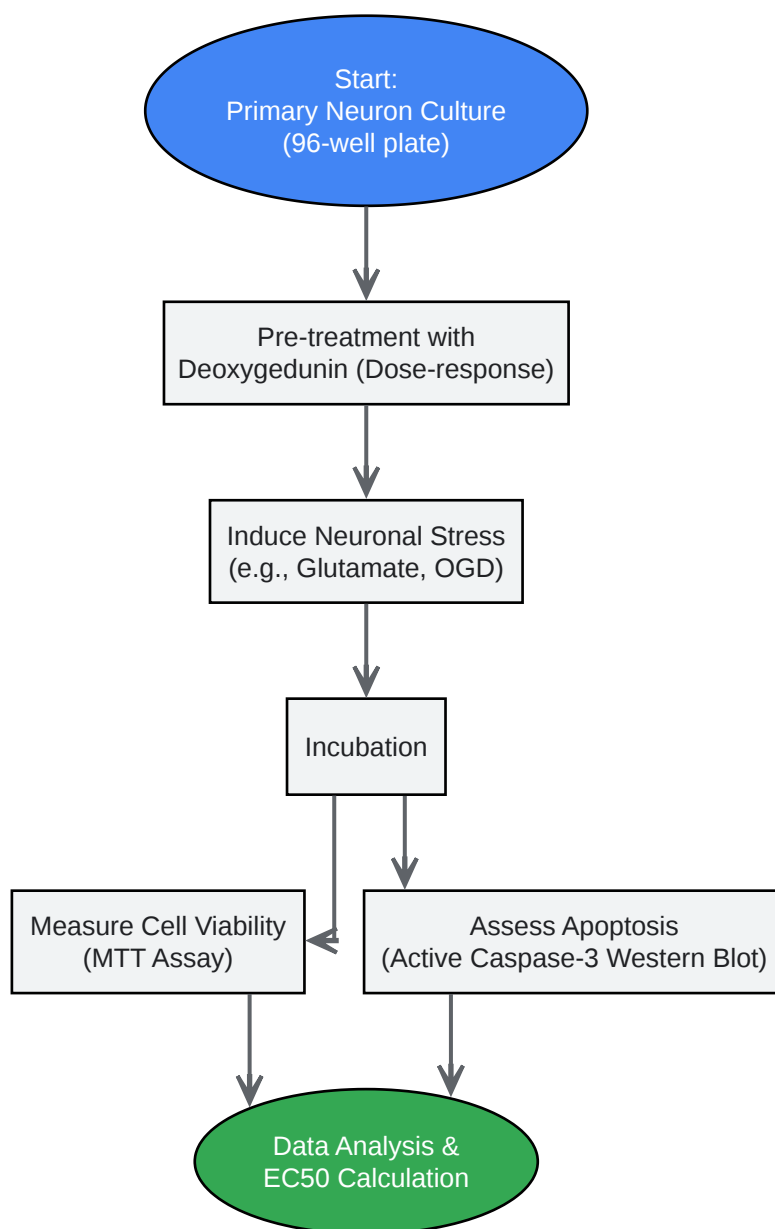 Start:
Primary Neuron Culture
(96-well plate)
Pre-treatment with
Deoxygedunin (Dose-response)
Induce Neuronal Stress
(e.g., Glutamate, OGD)
Incubation
Measure Cell Viability
(MTT Assay)
Assess Apoptosis
(Active Caspase-3 Western Blot)
Data Analysis &
EC50 Calculation